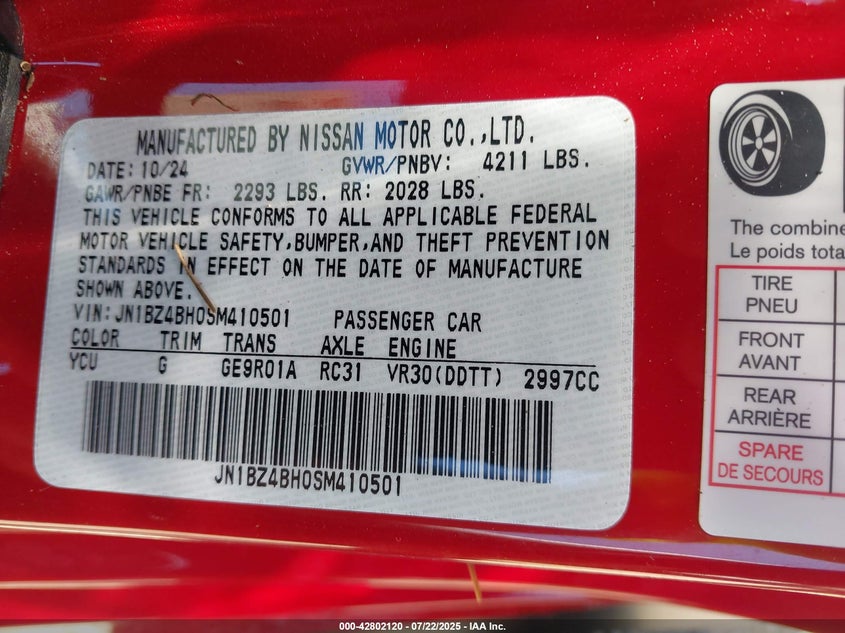 MANUFACTURED BY NISSAN MOTOR CO.,LTD.
DATE: 10/24 GVWR/PNBV: 4211 LBS.
GAWR/PNBE FR: 2293 LBS. RR: 2028 LBS.
THIS VEHICLE CONFORMS TO ALL APPLICABLE FEDERAL
MOTOR VEHICLE SAFETY,BUMPER,AND THEFT PREVENTION
STANDARDS IN EFFECT ON THE DATE OF MANUFACTURE
SHOWN ABOVE.
VIN:JN1BZ4BH0SM410501 PASSENGER CAR
COLOR TRIM TRANS AXLE ENGINE
YCU G GE9R01A RC31 VR30(DDTT) 2997CC
JN1BZ4BH0SM410501
The combine
Le poids tota
TIRE
PNEU
FRONT
AVANT
REAR
ARRIÈRE
SPARE
DE SECOURS
000-42802120 - 07/22/2025 - IAA Inc.